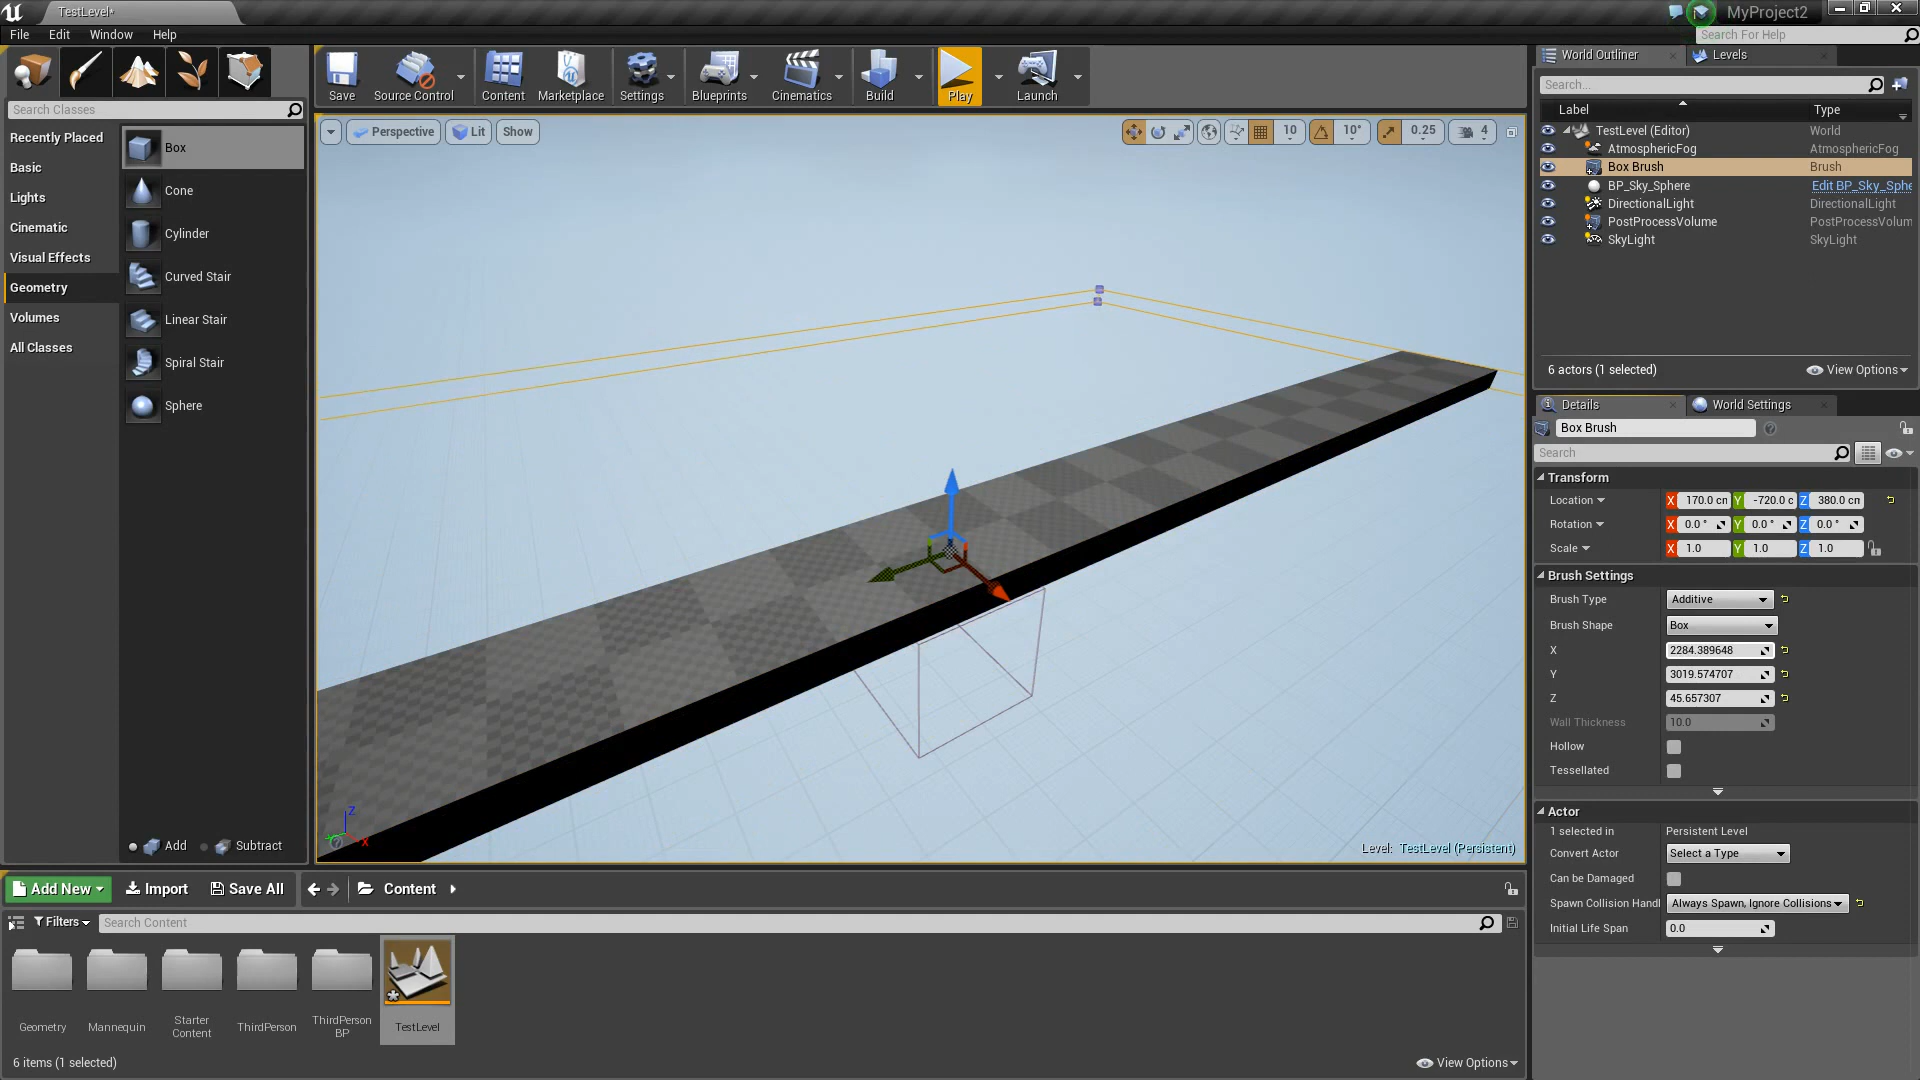 TestLevel*
MyProject2
File Edit Window Help
Search For Help
Search Classes
Recently Placed
Basic
Lights
Cinematic
Visual Effects
Geometry
Volumes
All Classes
Box
Cone
Cylinder
Curved Stair
Linear Stair
Spiral Stair
Sphere
Add Subtract
Save Source Control Content Marketplace Settings Blueprints Cinematics Build Play Launch
Perspective Lit Show
10 10° 0.25 4
Z
X
Level: TestLevel (Persistent)
World Outliner Levels
Search...
Label Type
TestLevel (Editor) World
AtmosphericFog AtmosphericFog
Box Brush Brush
BP_Sky_Sphere Edit BP_Sky_Sphe
DirectionalLight DirectionalLight
PostProcessVolume PostProcessVolum
SkyLight SkyLight
6 actors (1 selected) View Options
Details World Settings
Box Brush
Search
Transform
Location X 170.0 cm Y -720.0 c Z 380.0 cm
Rotation X 0.0 ° Y 0.0 ° Z 0.0 °
Scale X 1.0 Y 1.0 Z 1.0
Brush Settings
Brush Type Additive
Brush Shape Box
X 2284.389648
Y 3019.574707
Z 45.657307
Wall Thickness 10.0
Hollow
Tessellated
Actor
1 selected in Persistent Level
Convert Actor Select a Type
Can be Damaged
Spawn Collision Handl Always Spawn, Ignore Collisions
Initial Life Span 0.0
Add New Import Save All Content
Filters Search Content
Geometry
Mannequin
Starter
Content
ThirdPerson
ThirdPerson
BP
TestLevel
6 items (1 selected) View Options